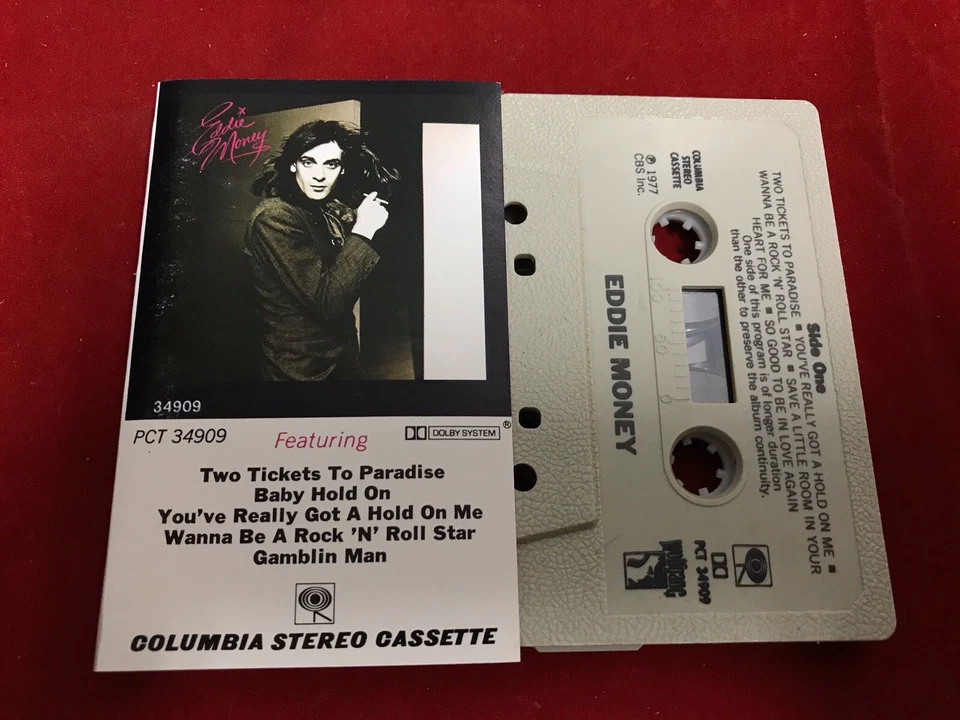 Eddie
Money
34909
PCT 34909
Featuring
DOLBY SYSTEM ®
Two Tickets To Paradise
Baby Hold On
You've Really Got A Hold On Me
Wanna Be A Rock 'N' Roll Star
Gamblin Man
COLUMBIA STEREO CASSETTE
Side One
TWO TICKETS TO PARADISE ■ YOU'VE REALLY GOT A HOLD ON ME ■
WANNA BE A ROCK 'N' ROLL STAR ■ SAVE A LITTLE ROOM IN YOUR
HEART FOR ME ■ SO GOOD TO BE IN LOVE AGAIN
One side of this program is of longer duration
than the other to preserve the album continuity.
COLUMBIA
STEREO
CASSETTE
℗ 1977
CBS Inc.
EDDIE MONEY
50
0
PCT 34909
wolfgang